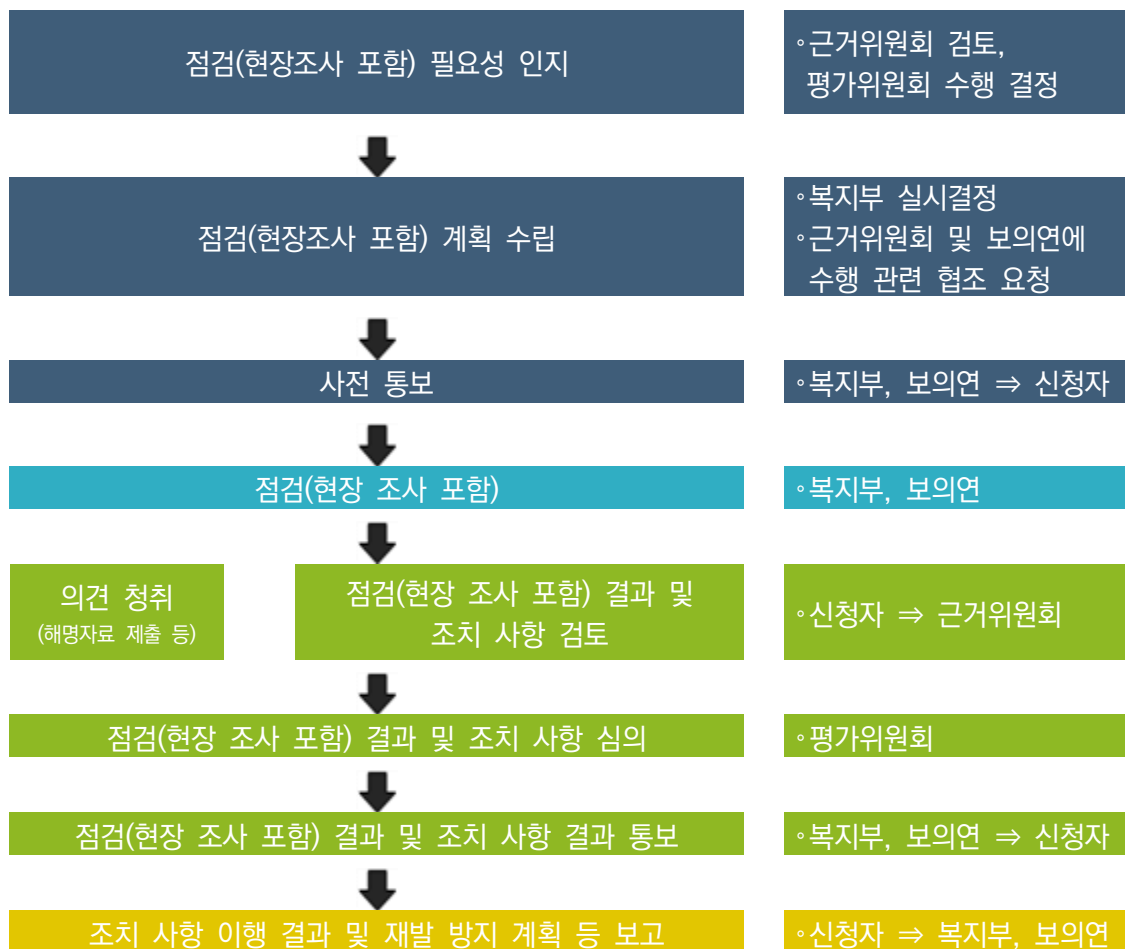 점검(현장조사 포함) 필요성 인지
◦근거위원회 검토,
평가위원회 수행 결정
점검(현장조사 포함) 계획 수립
◦복지부 실시결정
◦근거위원회 및 보의연에
수행 관련 협조 요청
사전 통보
◦복지부, 보의연 ⇒ 신청자
점검(현장 조사 포함)
◦복지부, 보의연
의견 청취
(해명자료 제출 등)
점검(현장 조사 포함) 결과 및
조치 사항 검토
◦신청자 ⇒ 근거위원회
점검(현장 조사 포함) 결과 및 조치 사항 심의
◦평가위원회
점검(현장 조사 포함) 결과 및 조치 사항 결과 통보
◦복지부, 보의연 ⇒ 신청자
조치 사항 이행 결과 및 재발 방지 계획 등 보고
◦신청자 ⇒ 복지부, 보의연